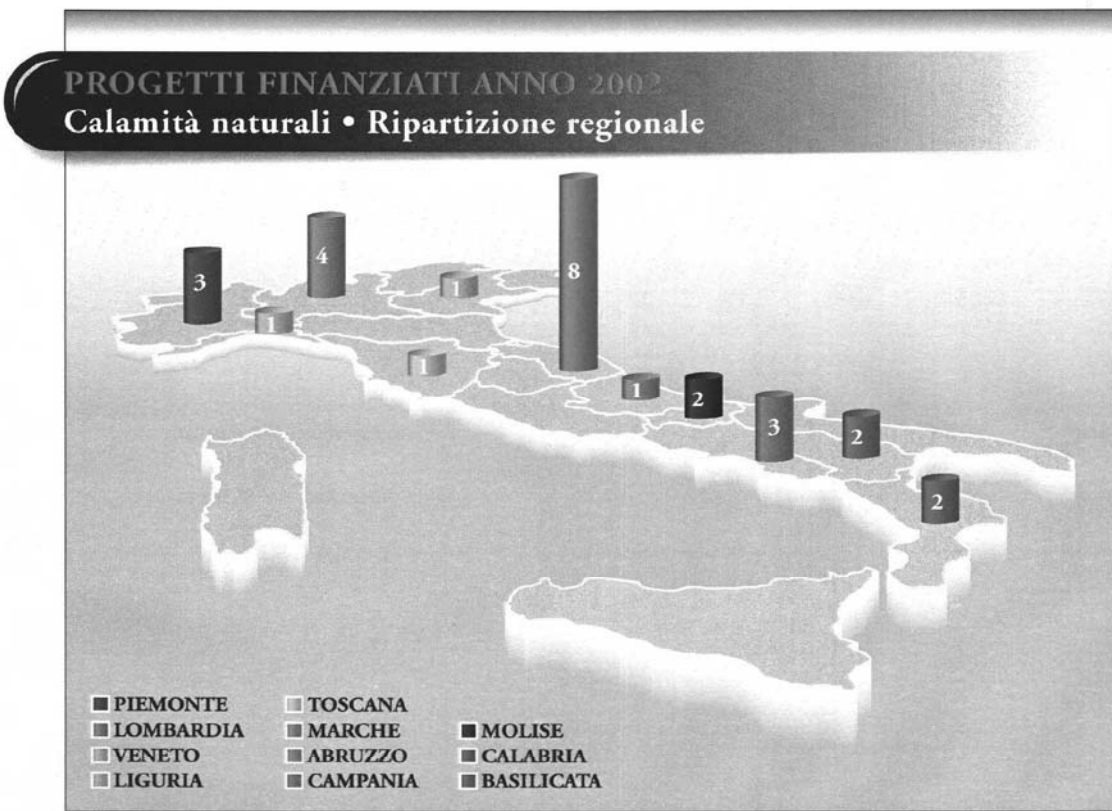 PROGETTI FINANZIATI ANNO 2002
Calamità naturali • Ripartizione regionale
8
4
3
1
1
1
1
2
3
2
2
PIEMONTE
LOMBARDIA
VENETO
LIGURIA
TOSCANA
MARCHE
ABRUZZO
CAMPANIA
MOLISE
CALABRIA
BASILICATA